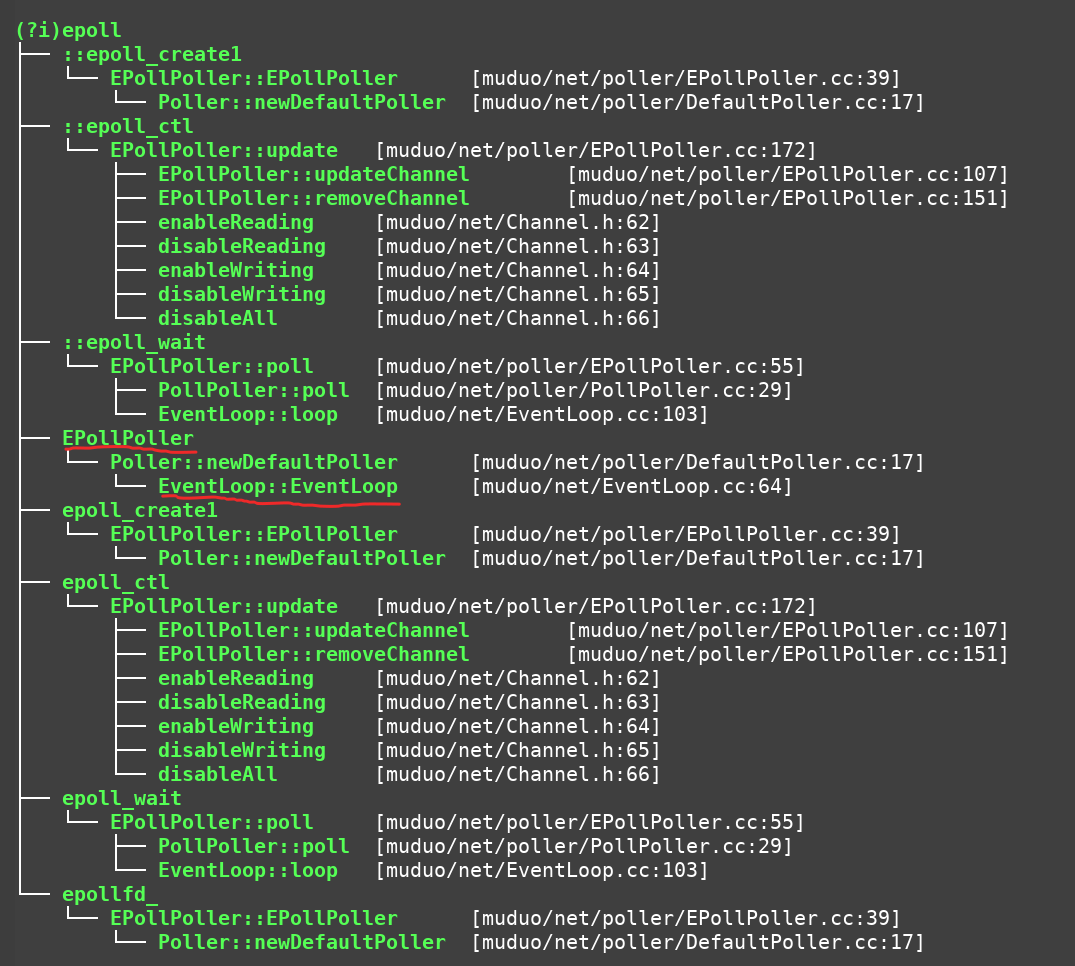 (?i)epoll
::epoll_create1
EPollPoller::EPollPoller [muduo/net/poller/EPollPoller.cc:39]
Poller::newDefaultPoller [muduo/net/poller/DefaultPoller.cc:17]
::epoll_ctl
EPollPoller::update [muduo/net/poller/EPollPoller.cc:172]
EPollPoller::updateChannel [muduo/net/poller/EPollPoller.cc:107]
EPollPoller::removeChannel [muduo/net/poller/EPollPoller.cc:151]
enableReading [muduo/net/Channel.h:62]
disableReading [muduo/net/Channel.h:63]
enableWriting [muduo/net/Channel.h:64]
disableWriting [muduo/net/Channel.h:65]
disableAll [muduo/net/Channel.h:66]
::epoll_wait
EPollPoller::poll [muduo/net/poller/EPollPoller.cc:55]
PollPoller::poll [muduo/net/poller/PollPoller.cc:29]
EventLoop::loop [muduo/net/EventLoop.cc:103]
EPollPoller
Poller::newDefaultPoller [muduo/net/poller/DefaultPoller.cc:17]
EventLoop::EventLoop [muduo/net/EventLoop.cc:64]
epoll_create1
EPollPoller::EPollPoller [muduo/net/poller/EPollPoller.cc:39]
Poller::newDefaultPoller [muduo/net/poller/DefaultPoller.cc:17]
epoll_ctl
EPollPoller::update [muduo/net/poller/EPollPoller.cc:172]
EPollPoller::updateChannel [muduo/net/poller/EPollPoller.cc:107]
EPollPoller::removeChannel [muduo/net/poller/EPollPoller.cc:151]
enableReading [muduo/net/Channel.h:62]
disableReading [muduo/net/Channel.h:63]
enableWriting [muduo/net/Channel.h:64]
disableWriting [muduo/net/Channel.h:65]
disableAll [muduo/net/Channel.h:66]
epoll_wait
EPollPoller::poll [muduo/net/poller/EPollPoller.cc:55]
PollPoller::poll [muduo/net/poller/PollPoller.cc:29]
EventLoop::loop [muduo/net/EventLoop.cc:103]
epollfd_
EPollPoller::EPollPoller [muduo/net/poller/EPollPoller.cc:39]
Poller::newDefaultPoller [muduo/net/poller/DefaultPoller.cc:17]